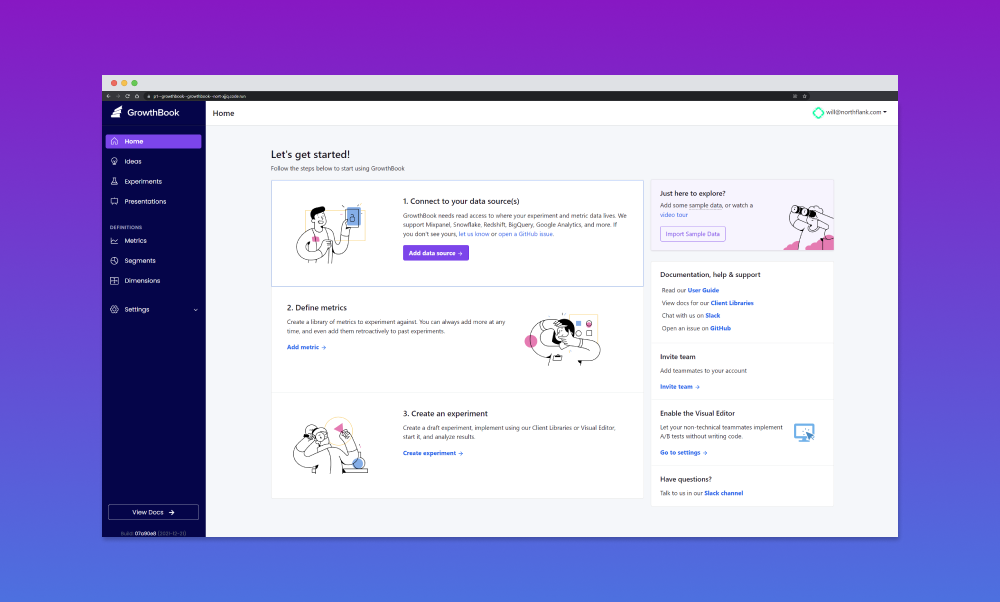 GrowthBook
Home
will@northflank.com
Home
Ideas
Experiments
Presentations
DEFINITIONS
Metrics
Segments
Dimensions
Settings
View Docs →
Build: 07a90e8 (2021-12-21)
Let's get started!
Follow the steps below to start using GrowthBook
1. Connect to your data source(s)
GrowthBook needs read access to where your experiment and metric data lives. We
support Mixpanel, Snowflake, Redshift, BigQuery, Google Analytics, and more. If
you don't see yours, let us know or open a GitHub issue.
Add data source →
2. Define metrics
Create a library of metrics to experiment against. You can always add more at any
time, and even add them retroactively to past experiments.
Add metric →
3. Create an experiment
Create a draft experiment, implement using our Client Libraries or Visual Editor,
start it, and analyze results.
Create experiment →
Just here to explore?
Add some sample data, or watch a
video tour
Import Sample Data
Documentation, help & support
Read our User Guide
View docs for our Client Libraries
Chat with us on Slack
Open an issue on GitHub
Invite team
Add teammates to your account
Invite team →
Enable the Visual Editor
Let your non-technical teammates implement
A/B tests without writing code.
Go to settings →
Have questions?
Talk to us in our Slack channel